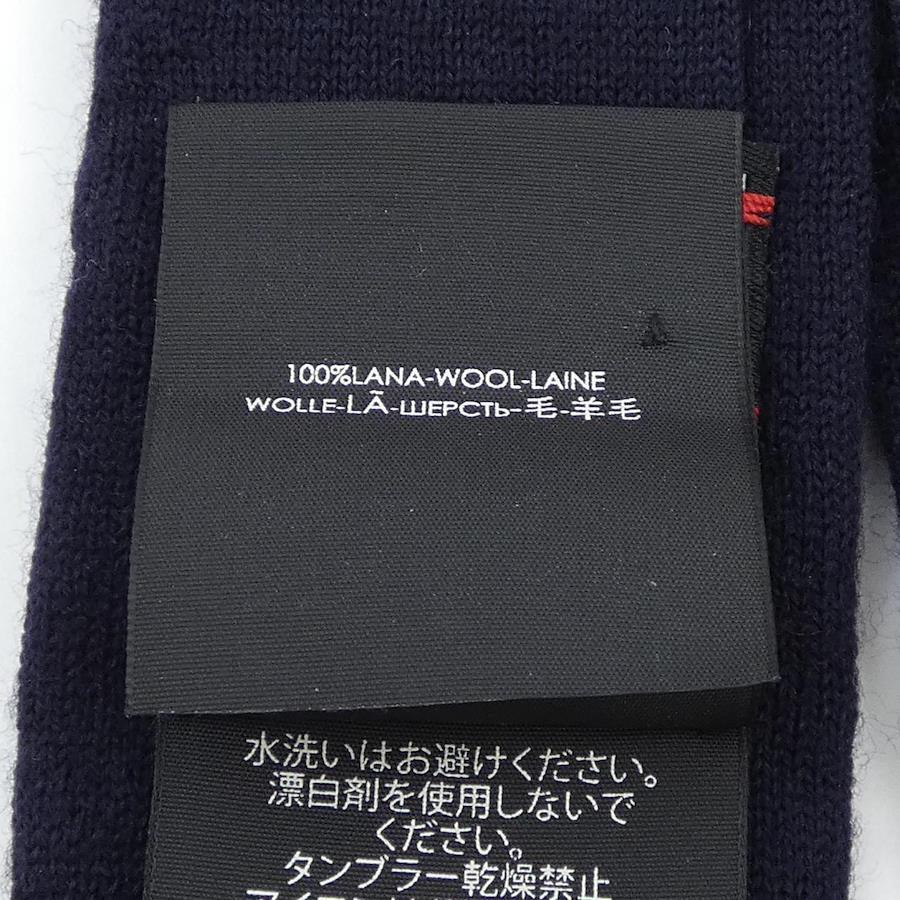 100%LANA-WOOL-LAINE
WOLLE-LÃ-ШЕРСТЬ-毛-羊毛
水洗いはお避けください。
漂白剤を使用しないで
ください。
タンブラー乾燥禁止